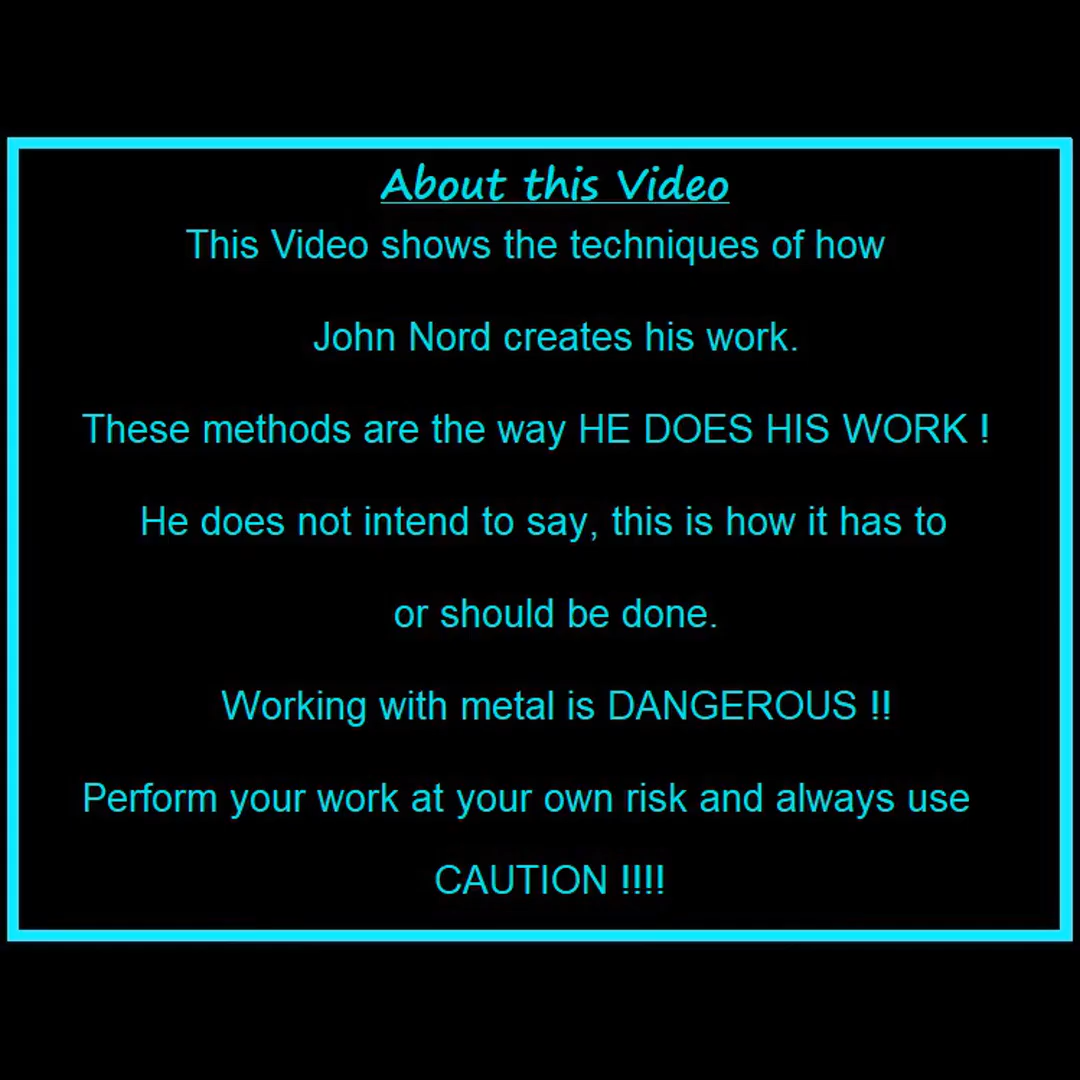 About this Video
This Video shows the techniques of how
John Nord creates his work.
These methods are the way HE DOES HIS WORK !
He does not intend to say, this is how it has to
or should be done.
Working with metal is DANGEROUS !!
Perform your work at your own risk and always use
CAUTION !!!!